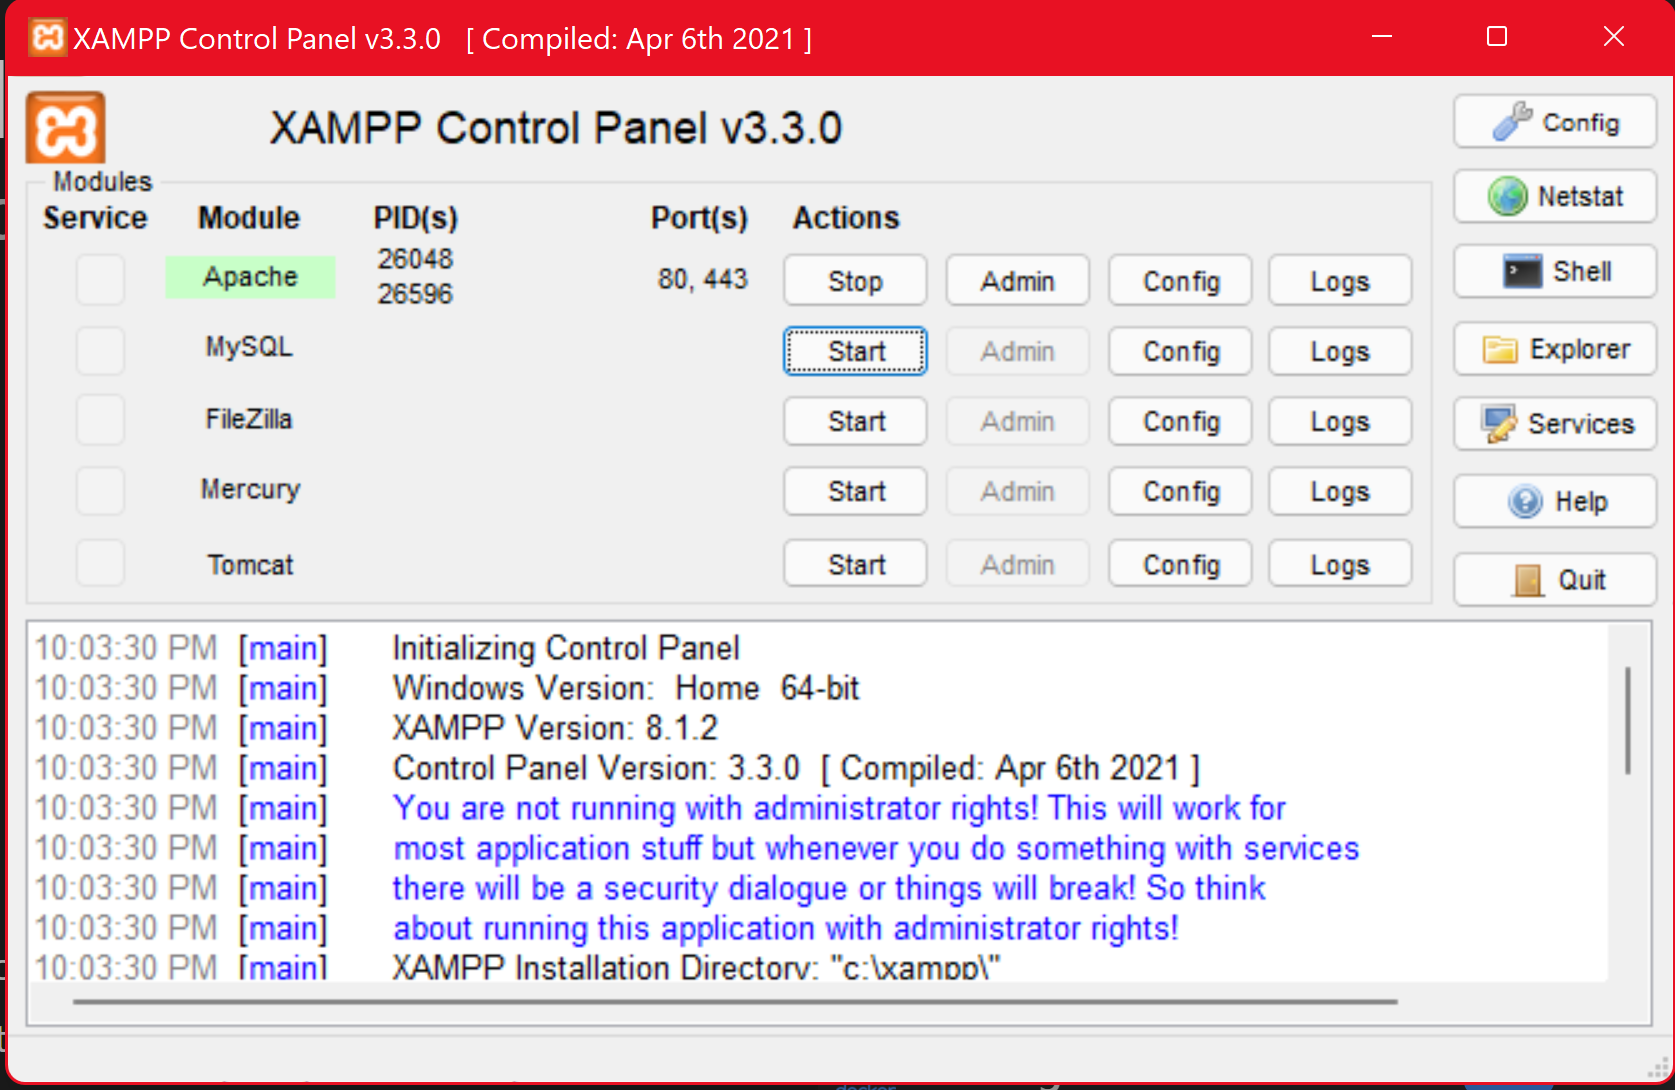 XAMPP Control Panel v3.3.0 [ Compiled: Apr 6th 2021 ]
XAMPP Control Panel v3.3.0
Config
Modules
Service Module PID(s) Port(s) Actions
Netstat
Apache 26048 26596 80, 443 Stop Admin Config Logs
Shell
MySQL Start Admin Config Logs
Explorer
FileZilla Start Admin Config Logs
Services
Mercury Start Admin Config Logs
Help
Tomcat Start Admin Config Logs
Quit
10:03:30 PM [main] Initializing Control Panel
10:03:30 PM [main] Windows Version: Home 64-bit
10:03:30 PM [main] XAMPP Version: 8.1.2
10:03:30 PM [main] Control Panel Version: 3.3.0 [ Compiled: Apr 6th 2021 ]
10:03:30 PM [main] You are not running with administrator rights! This will work for
10:03:30 PM [main] most application stuff but whenever you do something with services
10:03:30 PM [main] there will be a security dialogue or things will break! So think
10:03:30 PM [main] about running this application with administrator rights!
10:03:30 PM [main] XAMPP Installation Directory: "c:\xampp\"